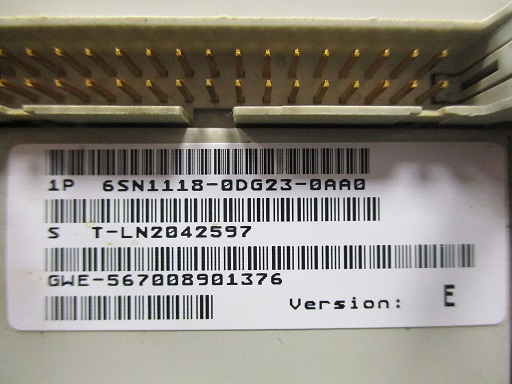 1P 6SN1118-0DG23-0AA0
S T-LN2042597
GWE-567008901376
Version: E